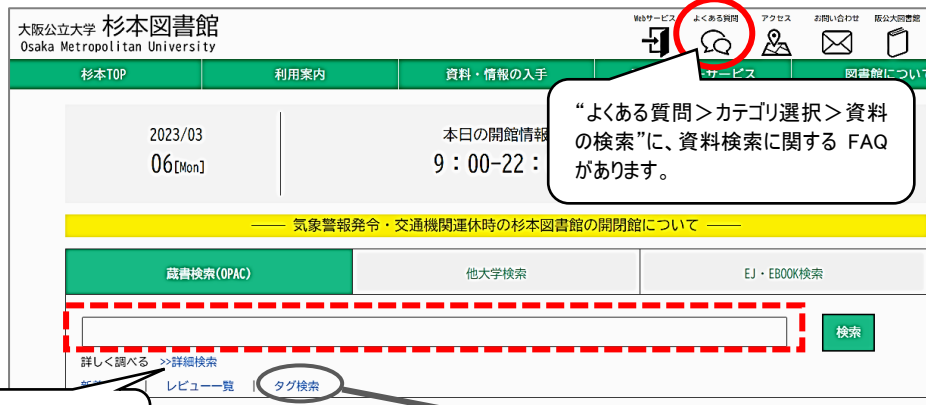 大阪公立大学 杉本図書館
Osaka Metropolitan University
Webサービス よくある質問 アクセス お問い合わせ 阪公大図書館
杉本TOP 利用案内 資料・情報の入手 サービス 図書館について
2023/03
06[Mon]
本日の開館情報
9：00-22：
“よくある質問＞カテゴリ選択＞資料
の検索”に、資料検索に関する FAQ
があります。
気象警報発令・交通機関運休時の杉本図書館の開閉館について
蔵書検索(OPAC) 他大学検索 EJ・EBOOK検索
検索
詳しく調べる >>詳細検索
| レビュー一覧 | タグ検索